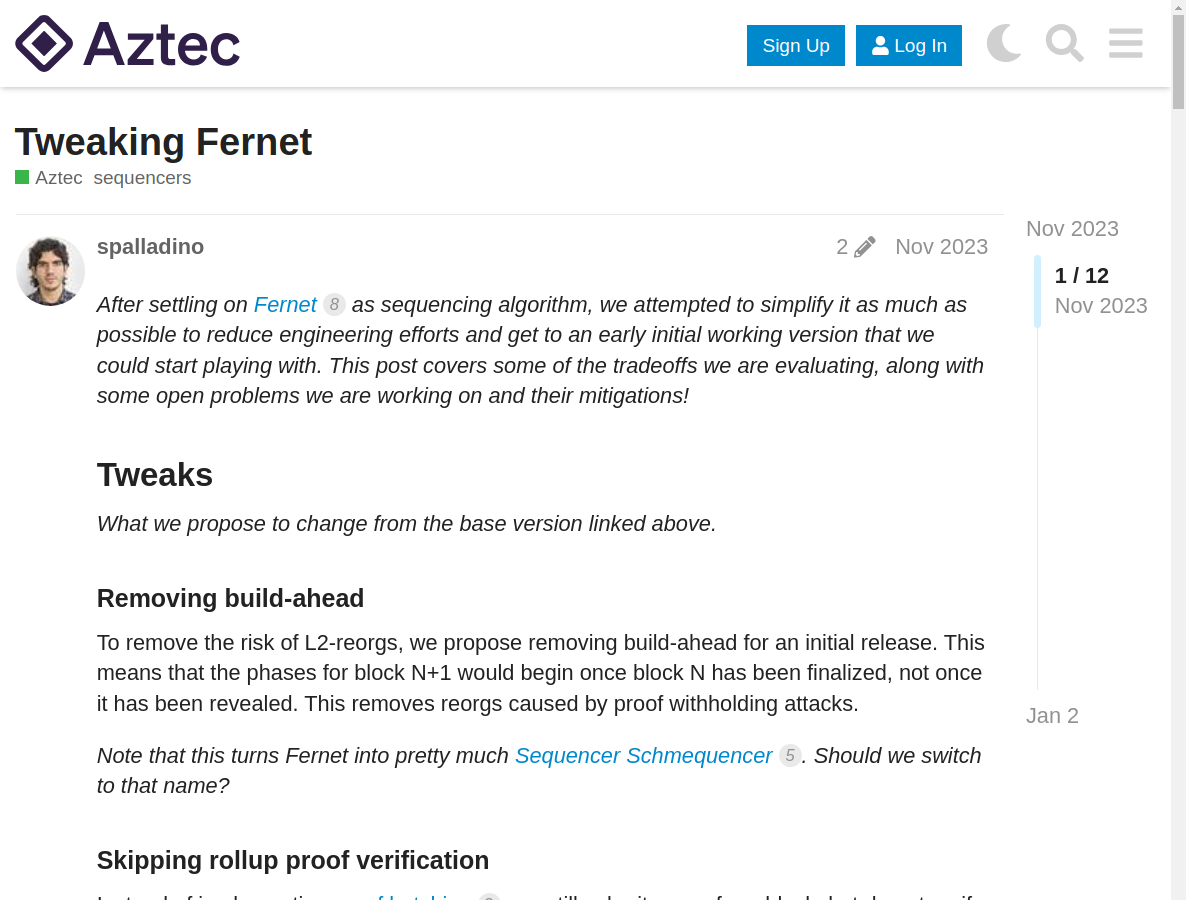 Aztec
Sign Up
Log In
Tweaking Fernet
Aztec sequencers
spalladino
2
Nov 2023
After settling on Fernet 8 as sequencing algorithm, we attempted to simplify it as much as
possible to reduce engineering efforts and get to an early initial working version that we
could start playing with. This post covers some of the tradeoffs we are evaluating, along with
some open problems we are working on and their mitigations!
Tweaks
What we propose to change from the base version linked above.
Removing build-ahead
To remove the risk of L2-reorgs, we propose removing build-ahead for an initial release. This
means that the phases for block N+1 would begin once block N has been finalized, not once
it has been revealed. This removes reorgs caused by proof withholding attacks.
Note that this turns Fernet into pretty much Sequencer Schmequencer 5. Should we switch
to that name?
Skipping rollup proof verification
Nov 2023
1 / 12
Nov 2023
Jan 2